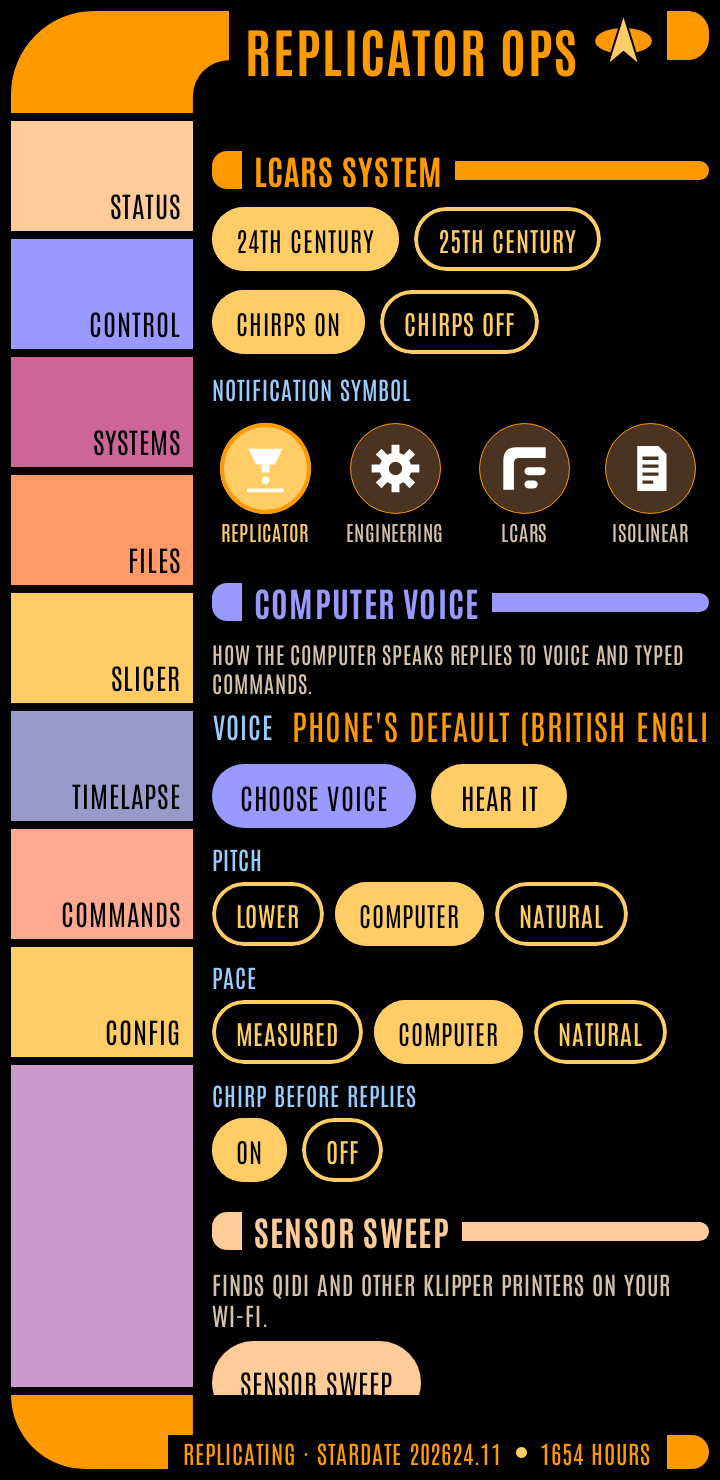 REPLICATOR OPS
STATUS
CONTROL
SYSTEMS
FILES
SLICER
TIMELAPSE
COMMANDS
CONFIG
LCARS SYSTEM
24TH CENTURY 25TH CENTURY
CHIRPS ON CHIRPS OFF
NOTIFICATION SYMBOL
REPLICATOR ENGINEERING LCARS ISOLINEAR
COMPUTER VOICE
HOW THE COMPUTER SPEAKS REPLIES TO VOICE AND TYPED
COMMANDS.
VOICE PHONE'S DEFAULT (BRITISH ENGLI
CHOOSE VOICE HEAR IT
PITCH
LOWER COMPUTER NATURAL
PACE
MEASURED COMPUTER NATURAL
CHIRP BEFORE REPLIES
ON OFF
SENSOR SWEEP
FINDS QIDI AND OTHER KLIPPER PRINTERS ON YOUR
WI-FI.
SENSOR SWEEP
REPLICATING · STARDATE 202624.11 • 1654 HOURS